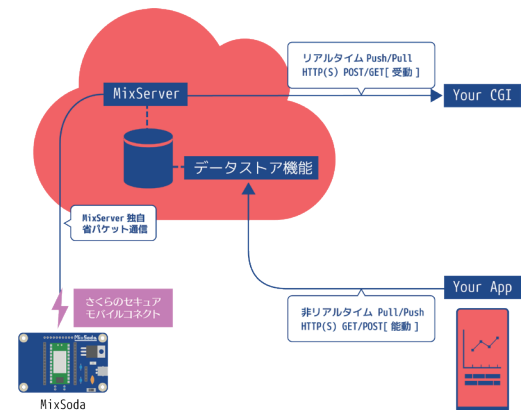 リアルタイム Push/Pull
HTTP(S) POST/GET[ 受動 ]
MixServer
Your CGI
データストア機能
MixServer 独自
省パケット通信
Your App
さくらのセキュア
モバイルコネクト
非リアルタイム Pull/Push
HTTP(S) GET/POST[ 能動 ]
MixSoda
MixSoda